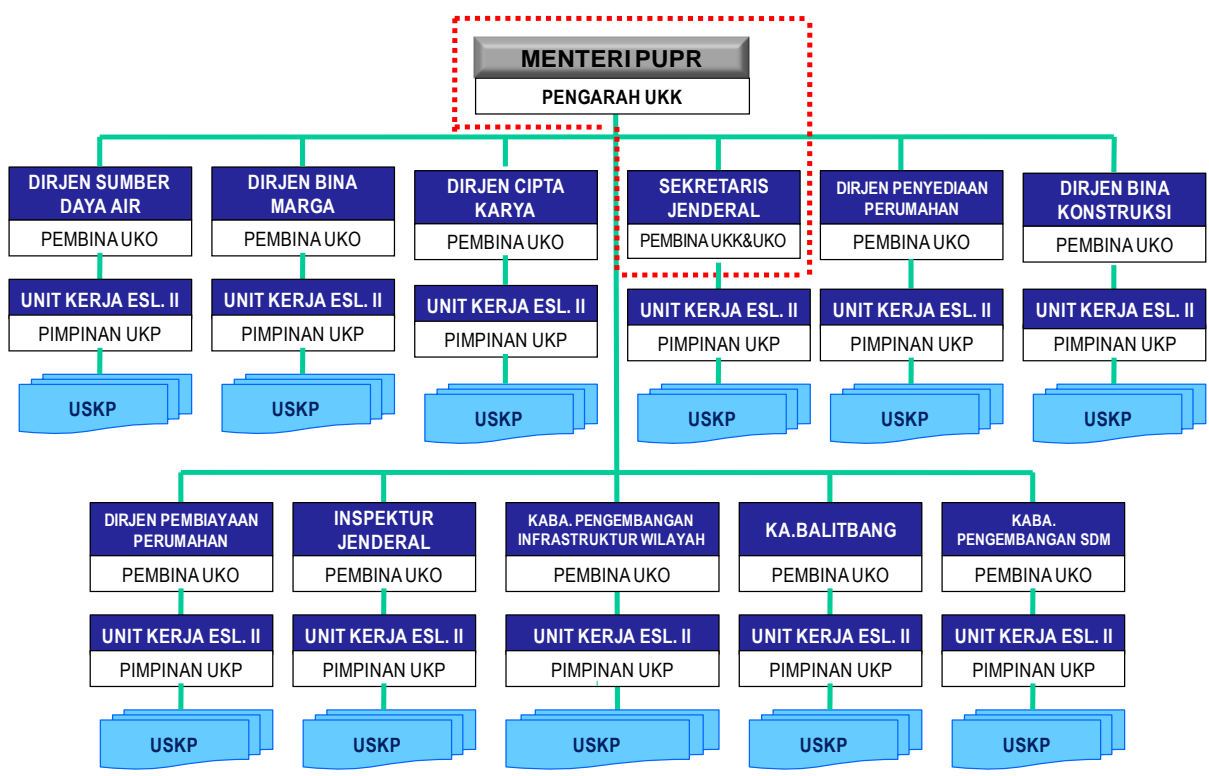 MENTERI PUPR
PENGARAH UKK
DIRJEN SUMBER
DAYA AIR
PEMBINA UKO
UNIT KERJA ESL. II
PIMPINAN UKP
USKP
DIRJEN BINA
MARGA
PEMBINA UKO
UNIT KERJA ESL. II
PIMPINAN UKP
USKP
DIRJEN CIPTA
KARYA
PEMBINA UKO
UNIT KERJA ESL. II
PIMPINAN UKP
USKP
SEKRETARIS
JENDERAL
PEMBINA UKK&UKO
UNIT KERJA ESL. II
PIMPINAN UKP
USKP
DIRJEN PENYEDIAAN
PERUMAHAN
PEMBINA UKO
UNIT KERJA ESL. II
PIMPINAN UKP
USKP
DIRJEN BINA
KONSTRUKSI
PEMBINA UKO
UNIT KERJA ESL. II
PIMPINAN UKP
USKP
DIRJEN PEMBIAYAAN
PERUMAHAN
PEMBINA UKO
UNIT KERJA ESL. II
PIMPINAN UKP
USKP
INSPEKTUR
JENDERAL
PEMBINA UKO
UNIT KERJA ESL. II
PIMPINAN UKP
USKP
KABA. PENGEMBANGAN
INFRASTRUKTUR WILAYAH
PEMBINA UKO
UNIT KERJA ESL. II
PIMPINAN UKP
USKP
KA.BALITBANG
PEMBINA UKO
UNIT KERJA ESL. II
PIMPINAN UKP
USKP
KABA.
PENGEMBANGAN SDM
PEMBINA UKO
UNIT KERJA ESL. II
PIMPINAN UKP
USKP